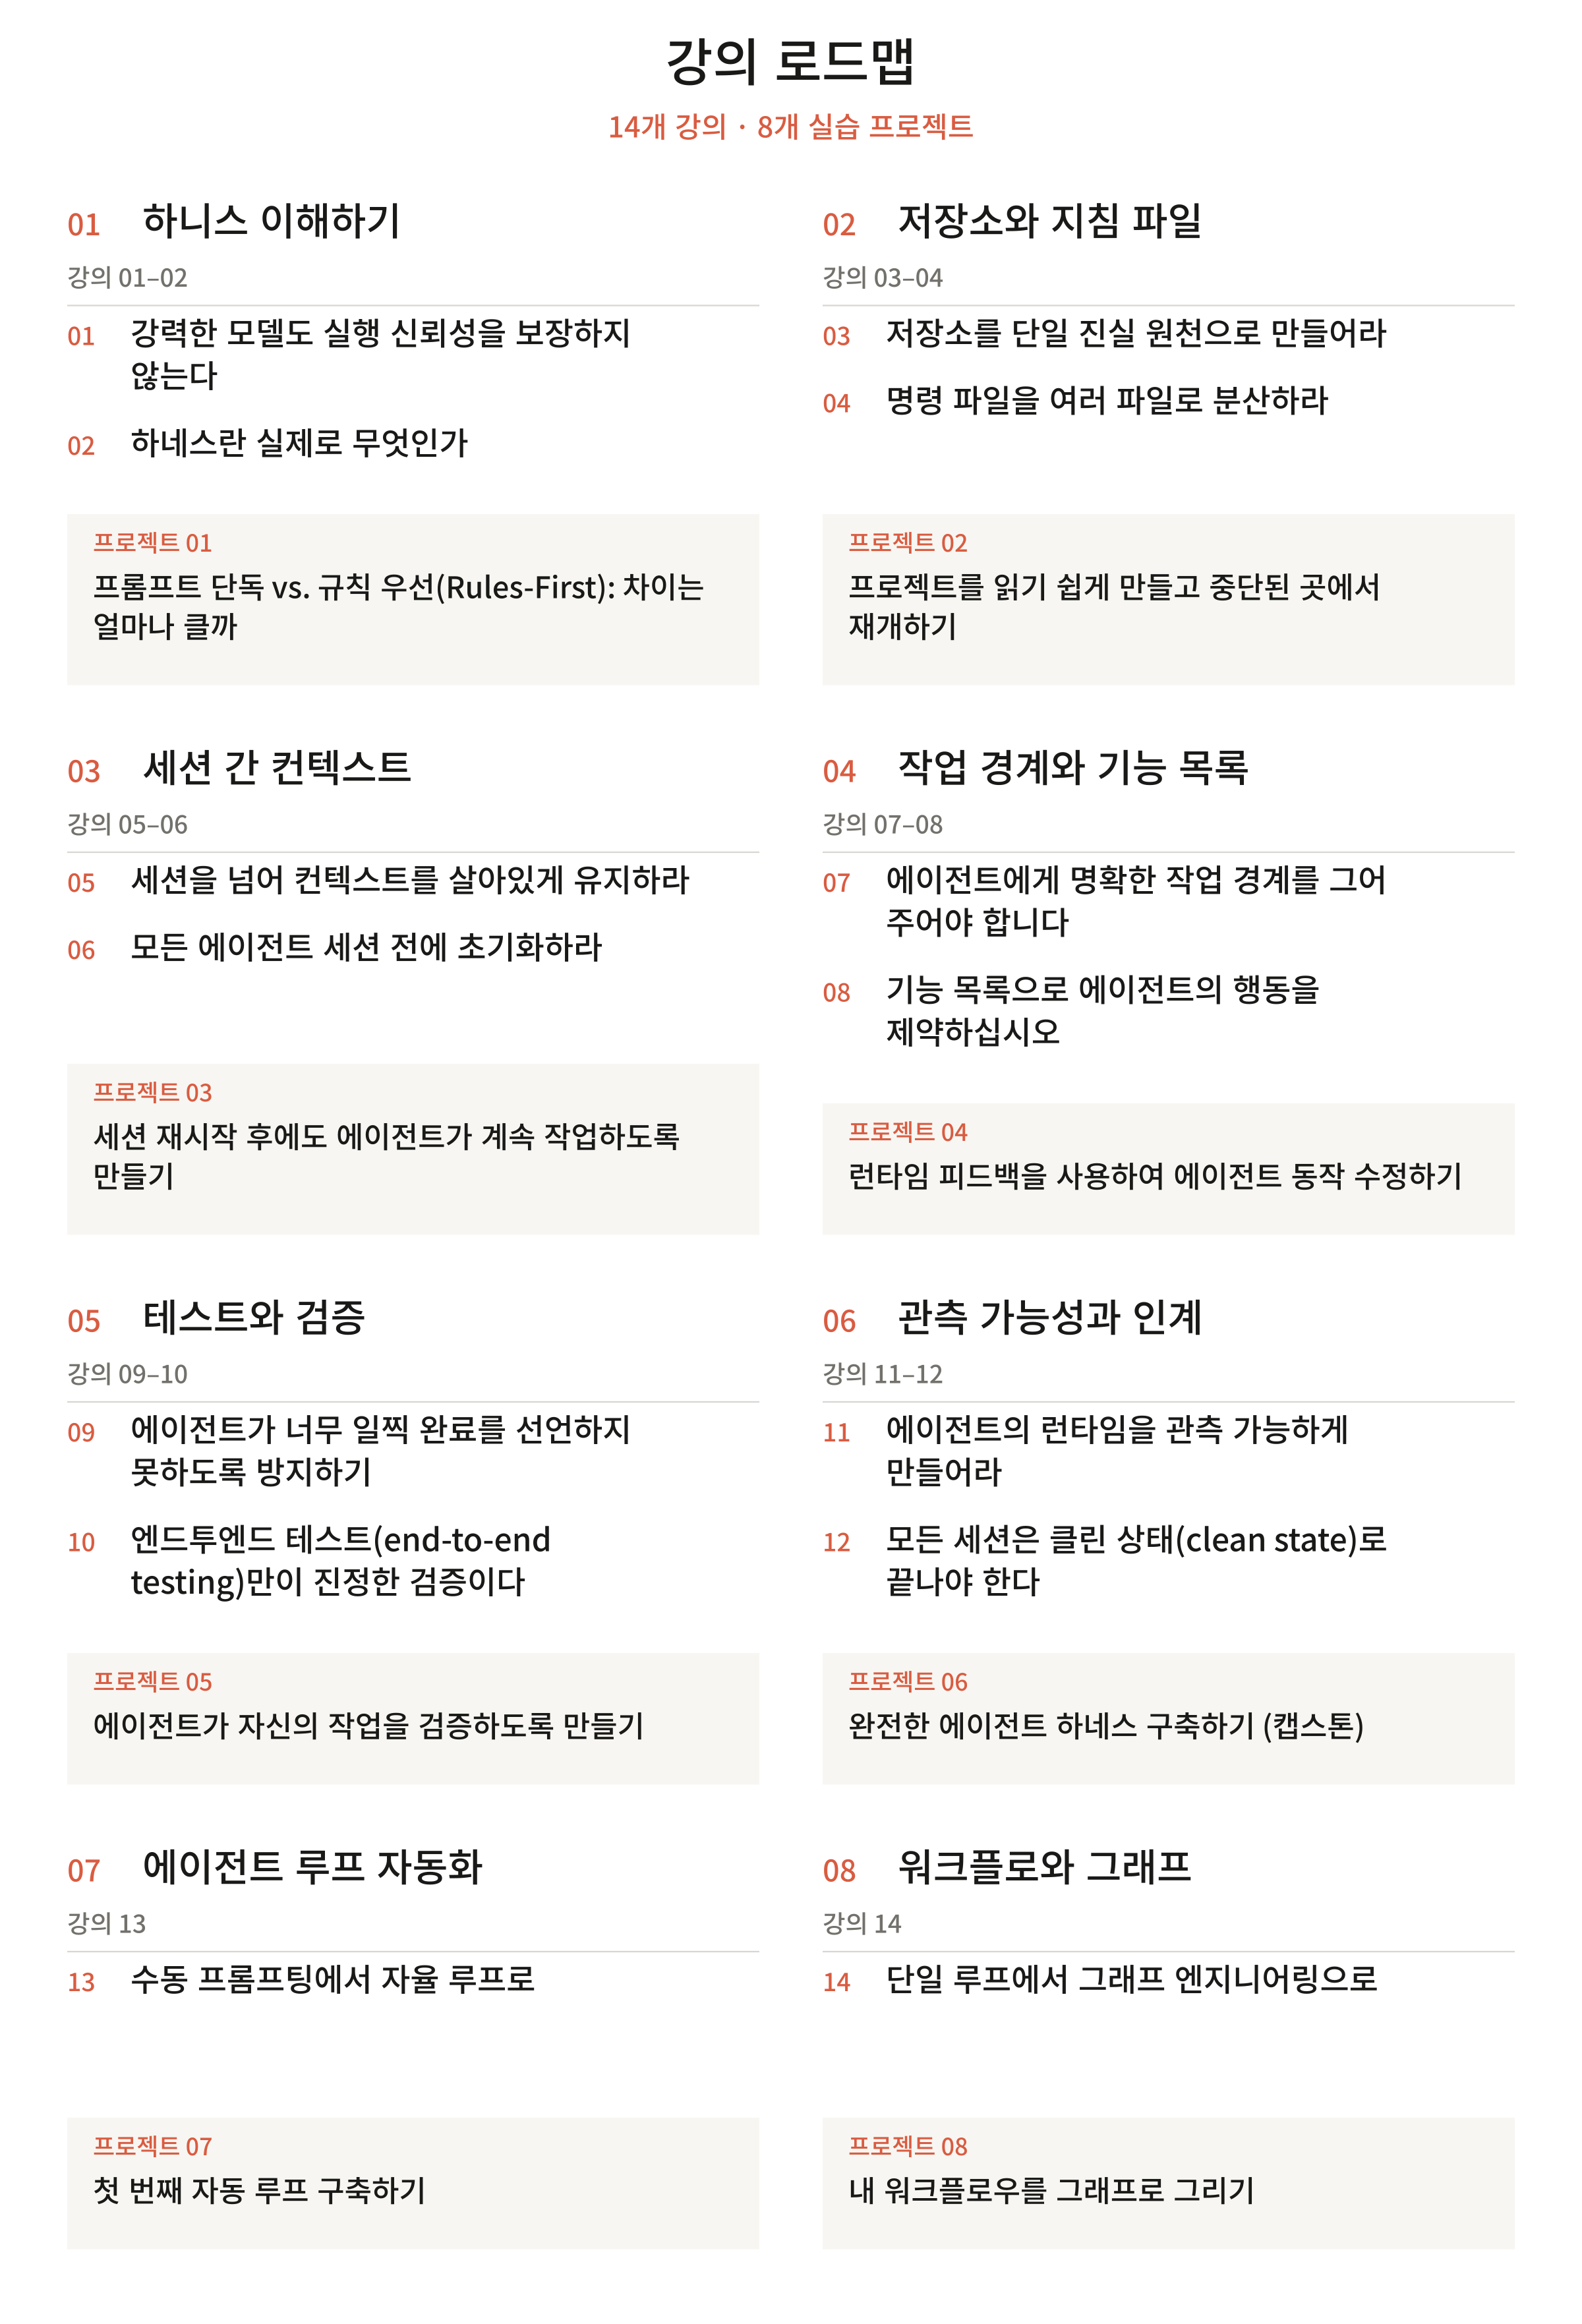 강의 로드맵
14개 강의 · 8개 실습 프로젝트
01 하니스 이해하기
강의 01–02
01 강력한 모델도 실행 신뢰성을 보장하지
않는다
02 하네스란 실제로 무엇인가
프로젝트 01
프롬프트 단독 vs. 규칙 우선(Rules-First): 차이는
얼마나 클까
02 저장소와 지침 파일
강의 03–04
03 저장소를 단일 진실 원천으로 만들어라
04 명령 파일을 여러 파일로 분산하라
프로젝트 02
프로젝트를 읽기 쉽게 만들고 중단된 곳에서
재개하기
03 세션 간 컨텍스트
강의 05–06
05 세션을 넘어 컨텍스트를 살아있게 유지하라
06 모든 에이전트 세션 전에 초기화하라
프로젝트 03
세션 재시작 후에도 에이전트가 계속 작업하도록
만들기
04 작업 경계와 기능 목록
강의 07–08
07 에이전트에게 명확한 작업 경계를 그어
주어야 합니다
08 기능 목록으로 에이전트의 행동을
제약하십시오
프로젝트 04
런타임 피드백을 사용하여 에이전트 동작 수정하기
05 테스트와 검증
강의 09–10
09 에이전트가 너무 일찍 완료를 선언하지
못하도록 방지하기
10 엔드투엔드 테스트(end-to-end
testing)만이 진정한 검증이다
프로젝트 05
에이전트가 자신의 작업을 검증하도록 만들기
06 관측 가능성과 인계
강의 11–12
11 에이전트의 런타임을 관측 가능하게
만들어라
12 모든 세션은 클린 상태(clean state)로
끝나야 한다
프로젝트 06
완전한 에이전트 하네스 구축하기 (캡스톤)
07 에이전트 루프 자동화
강의 13
13 수동 프롬프팅에서 자율 루프로
프로젝트 07
첫 번째 자동 루프 구축하기
08 워크플로와 그래프
강의 14
14 단일 루프에서 그래프 엔지니어링으로
프로젝트 08
내 워크플로우를 그래프로 그리기